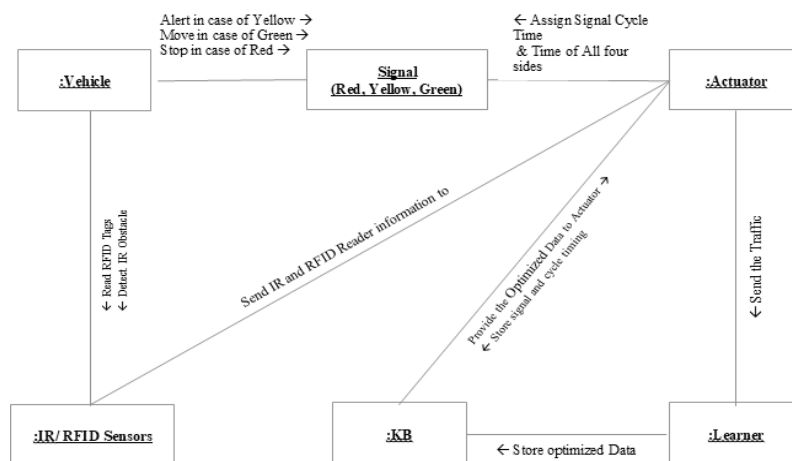 Alert in case of Yellow →
Move in case of Green →
Stop in case of Red →
← Assign Signal Cycle
Time
& Time of All four
sides
:Vehicle
Signal
(Red, Yellow, Green)
:Actuator
← Read RFID Tags
← Detect IR Obstacle
Send IR and RFID Reader information to
Provide the Optimized Data to Actuator →
← Store signal and cycle timing
← Send the Traffic
:IR/ RFID Sensors
:KB
:Learner
← Store optimized Data